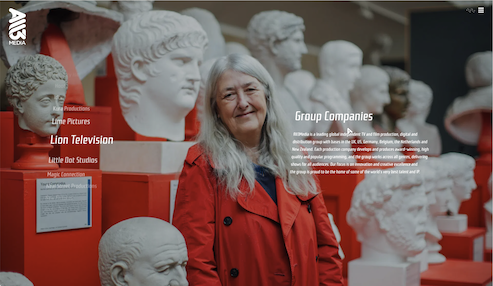 ALL3
MEDIA
Raw Productions
Lime Pictures
Lion Television
Little Dot Studios
Magic Connection
Group Companies
All3Media is a leading global independent TV and film production, digital and
distribution group with bases in the UK, US, Germany, Belgium, the Netherlands and
New Zealand. Each production company develops and produces award-winning, high
quality and popular programming, and the group works across all genres, delivering
shows for all audiences. Our focus is on innovation and creative excellence and
the group is proud to be the home of some of the world's very best talent and IP.